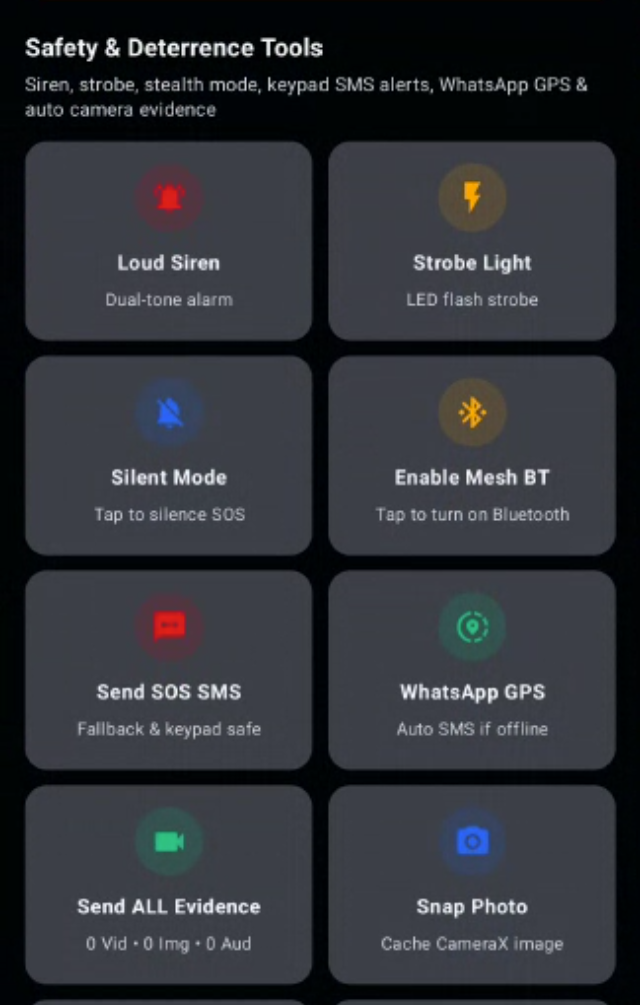 Safety & Deterrence Tools
Siren, strobe, stealth mode, keypad SMS alerts, WhatsApp GPS &
auto camera evidence
Loud Siren
Dual-tone alarm
Strobe Light
LED flash strobe
Silent Mode
Tap to silence SOS
Enable Mesh BT
Tap to turn on Bluetooth
Send SOS SMS
Fallback & keypad safe
WhatsApp GPS
Auto SMS if offline
Send ALL Evidence
0 Vid • 0 Img • 0 Aud
Snap Photo
Cache CameraX image